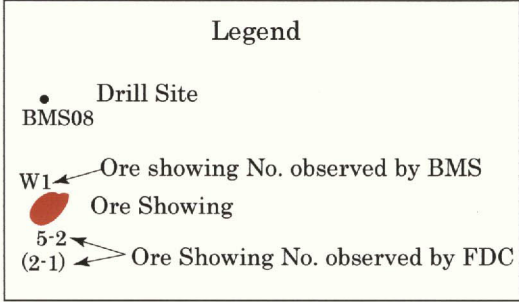 Legend
Drill Site
BMS08
W1 Ore showing No. observed by BMS
Ore Showing
5-2
(2-1) Ore Showing No. observed by FDC